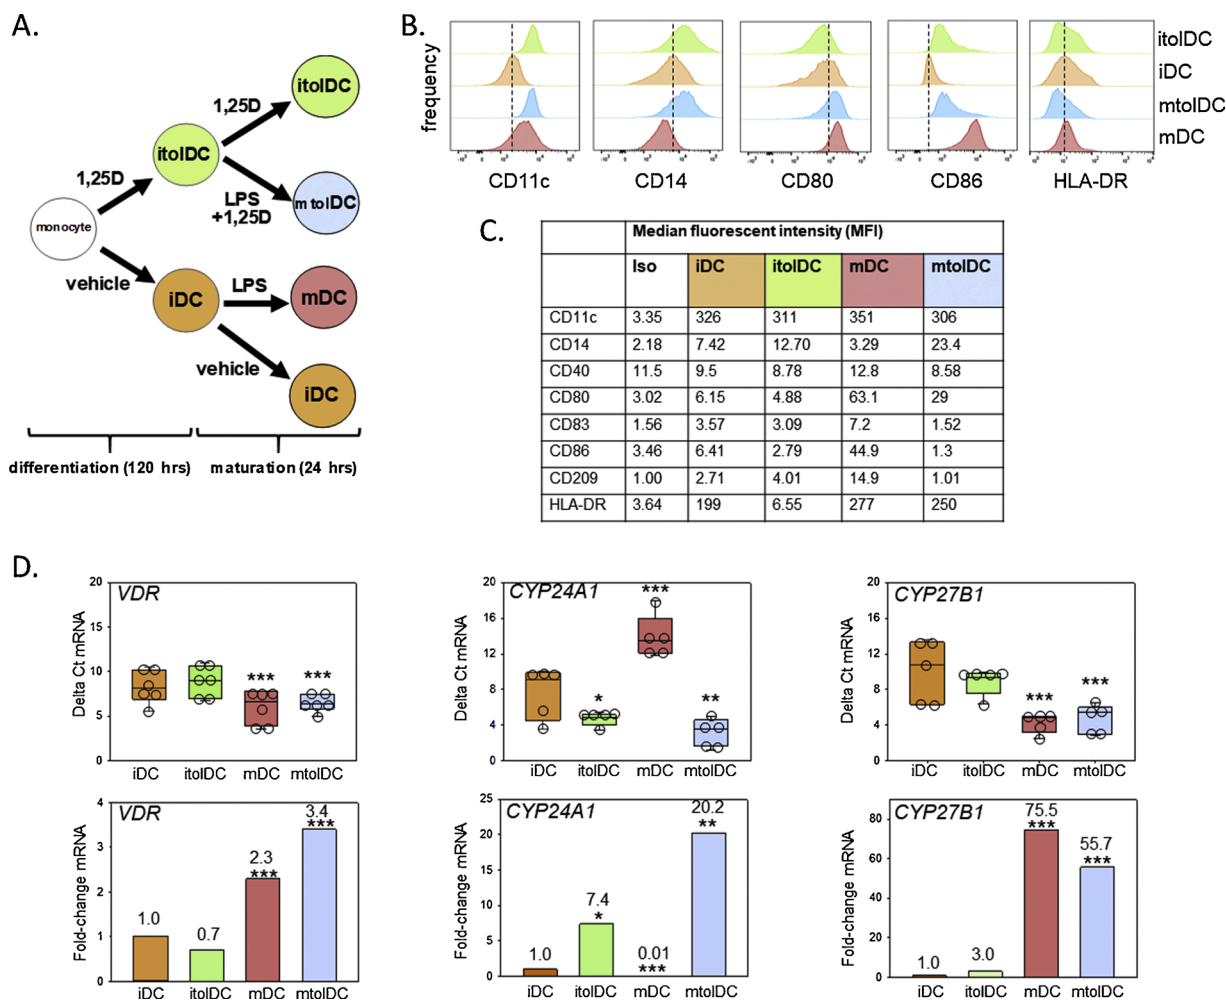 A.
itolDC
1,25D
itolDC
1,25D
LPS
+1,25D
mtolDC
monocyte
vehicle
iDC
LPS
mDC
vehicle
iDC
differentiation (120 hrs)
maturation (24 hrs)
B.
frequency
itolDC
iDC
mtolDC
mDC
CD11c
CD14
CD80
CD86
HLA-DR
C.
Median fluorescent intensity (MFI)
Iso iDC itolDC mDC mtolDC
CD11c 3.35 326 311 351 306
CD14 2.18 7.42 12.70 3.29 23.4
CD40 11.5 9.5 8.78 12.8 8.58
CD80 3.02 6.15 4.88 63.1 29
CD83 1.56 3.57 3.09 7.2 1.52
CD86 3.46 6.41 2.79 44.9 1.3
CD209 1.00 2.71 4.01 14.9 1.01
HLA-DR 3.64 199 6.55 277 250
D.
VDR
Delta Ct mRNA
20
15
10
5
0
***
***
iDC itolDC mDC mtolDC
CYP24A1
Delta Ct mRNA
20
16
12
8
4
0
*
***
**
iDC itolDC mDC mtolDC
CYP27B1
Delta Ct mRNA
20
16
12
8
4
0
***
***
iDC itolDC mDC mtolDC
VDR
Fold-change mRNA
4
3
2
1
0
1.0
0.7
2.3
***
3.4
***
iDC itolDC mDC mtolDC
CYP24A1
Fold-change mRNA
25
20
15
10
5
0
1.0
7.4
*
0.01
***
20.2
**
iDC itolDC mDC mtolDC
CYP27B1
Fold-change mRNA
80
60
40
20
0
1.0
3.0
75.5
***
55.7
***
iDC itolDC mDC mtolDC